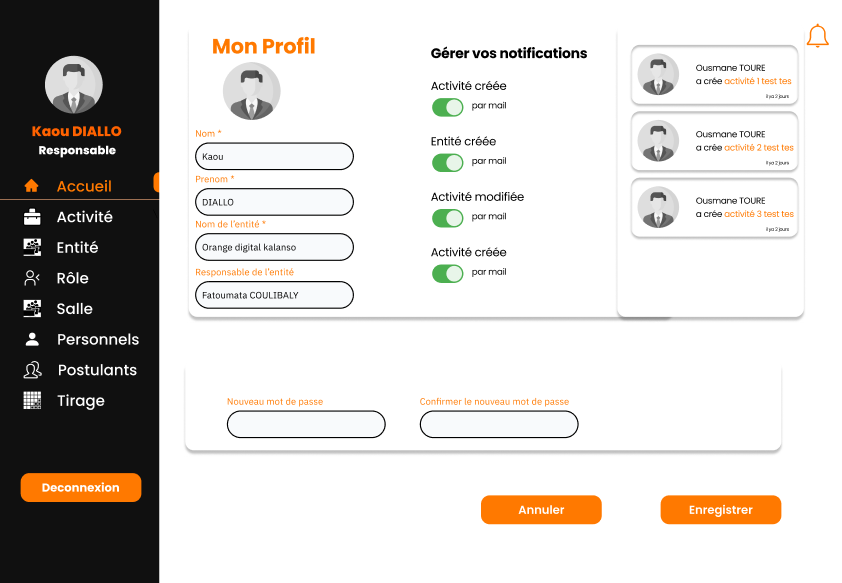 Kaou DIALLO
Responsable
Accueil
Activité
Entité
Rôle
Salle
Personnels
Postulants
Tirage
Deconnexion
Mon Profil
Nom *
Kaou
Prenom *
DIALLO
Nom de l'entité *
Orange digital kalanso
Responsable de l'entité
Fatoumata COULIBALY
Gérer vos notifications
Activité créée
par mail
Entité créée
par mail
Activité modifiée
par mail
Activité créée
par mail
Ousmane TOURE
a crée activité 1 test tes
il ya 2 jours
Ousmane TOURE
a crée activité 2 test tes
il ya 2 jours
Ousmane TOURE
a crée activité 3 test tes
il ya 2 jours
Nouveau mot de passe
Confirmer le nouveau mot de passe
Annuler
Enregistrer